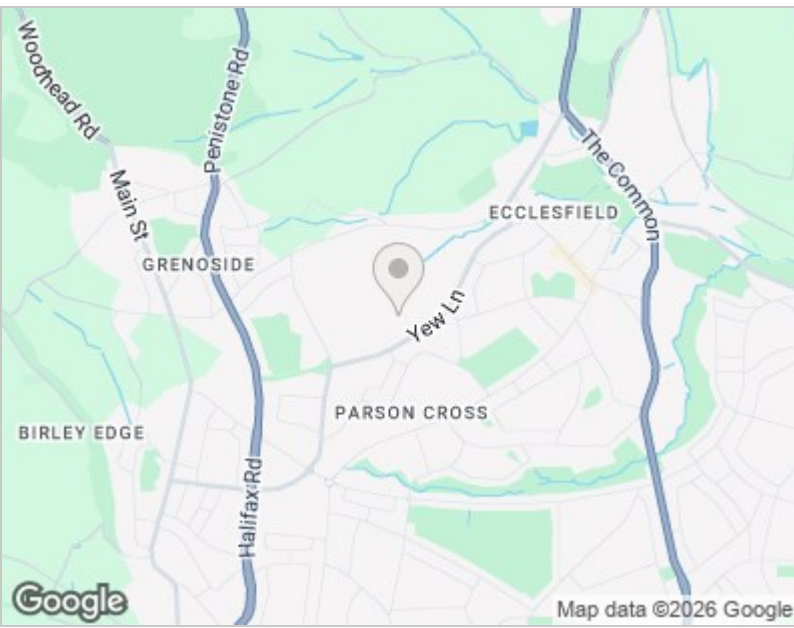 Woodhead Rd
Penistone Rd
Main St
The Common
ECCLESFIELD
GRENOSIDE
Yew Ln
PARSON CROSS
BIRLEY EDGE
Halifax Rd
Google
Map data ©2026 Google